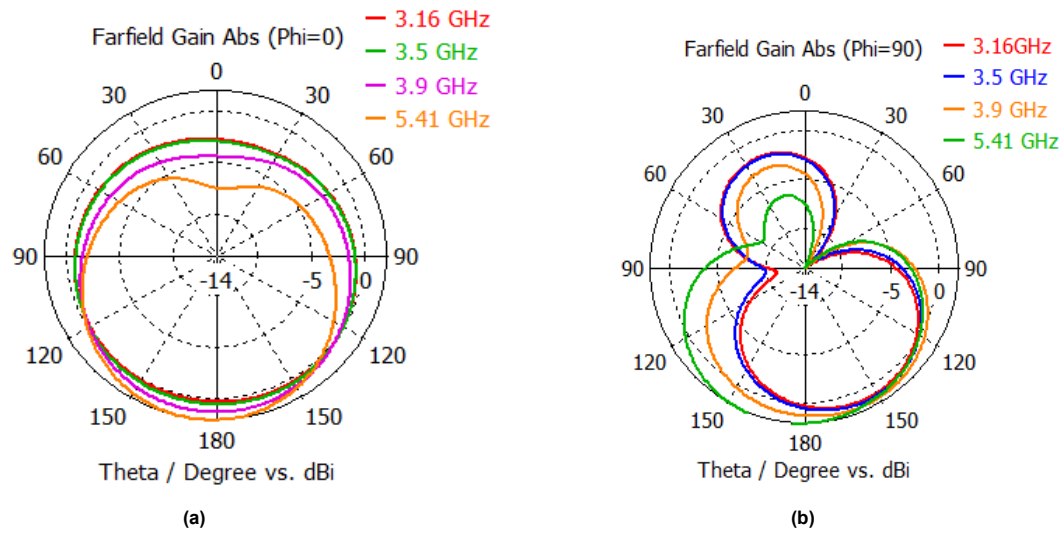 Farfield Gain Abs (Phi=0)
3.16 GHz
3.5 GHz
3.9 GHz
5.41 GHz
0
30
30
60
60
90
90
-14
-5
0
120
120
150
150
180
Theta / Degree vs. dBi
(a)
Farfield Gain Abs (Phi=90)
3.16GHz
3.5 GHz
3.9 GHz
5.41 GHz
0
30
30
60
60
90
90
-14
-5
0
120
120
150
150
180
Theta / Degree vs. dBi
(b)